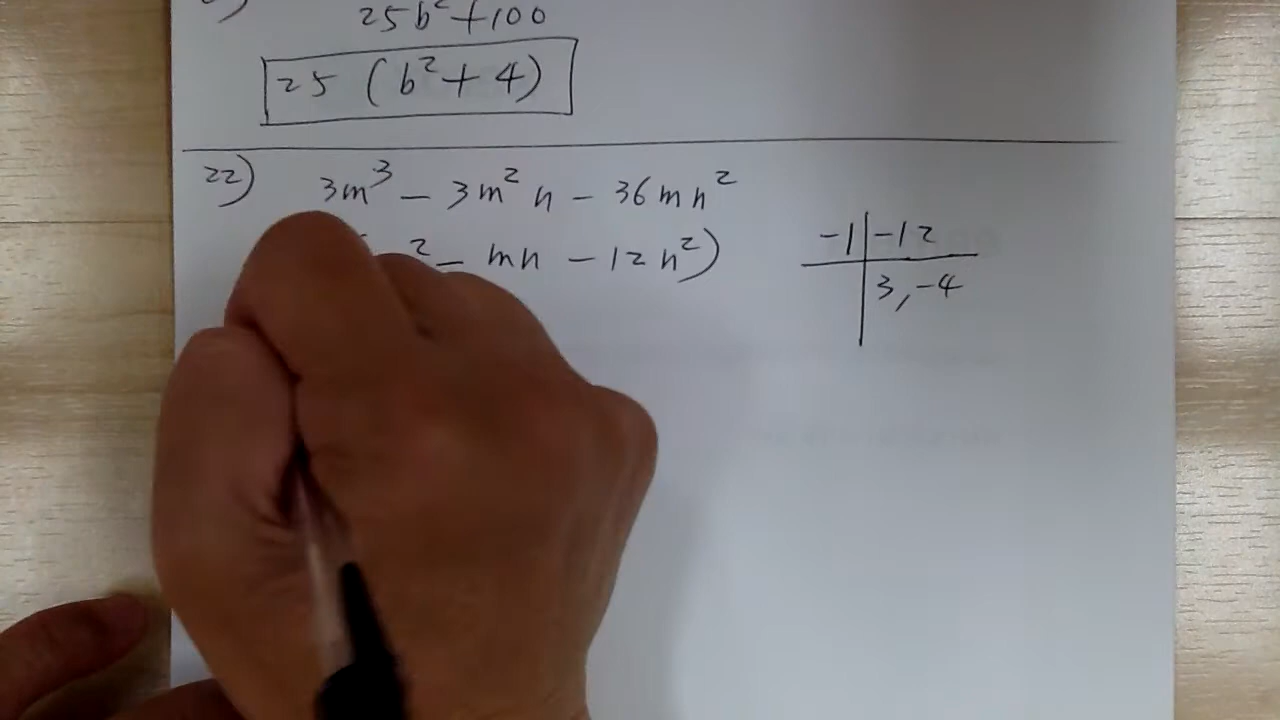 25b²+100
25 (b²+4)
22) 3m³ - 3m²n - 36mn²
² - mn - 12n²)
-1 | -12
3, -4